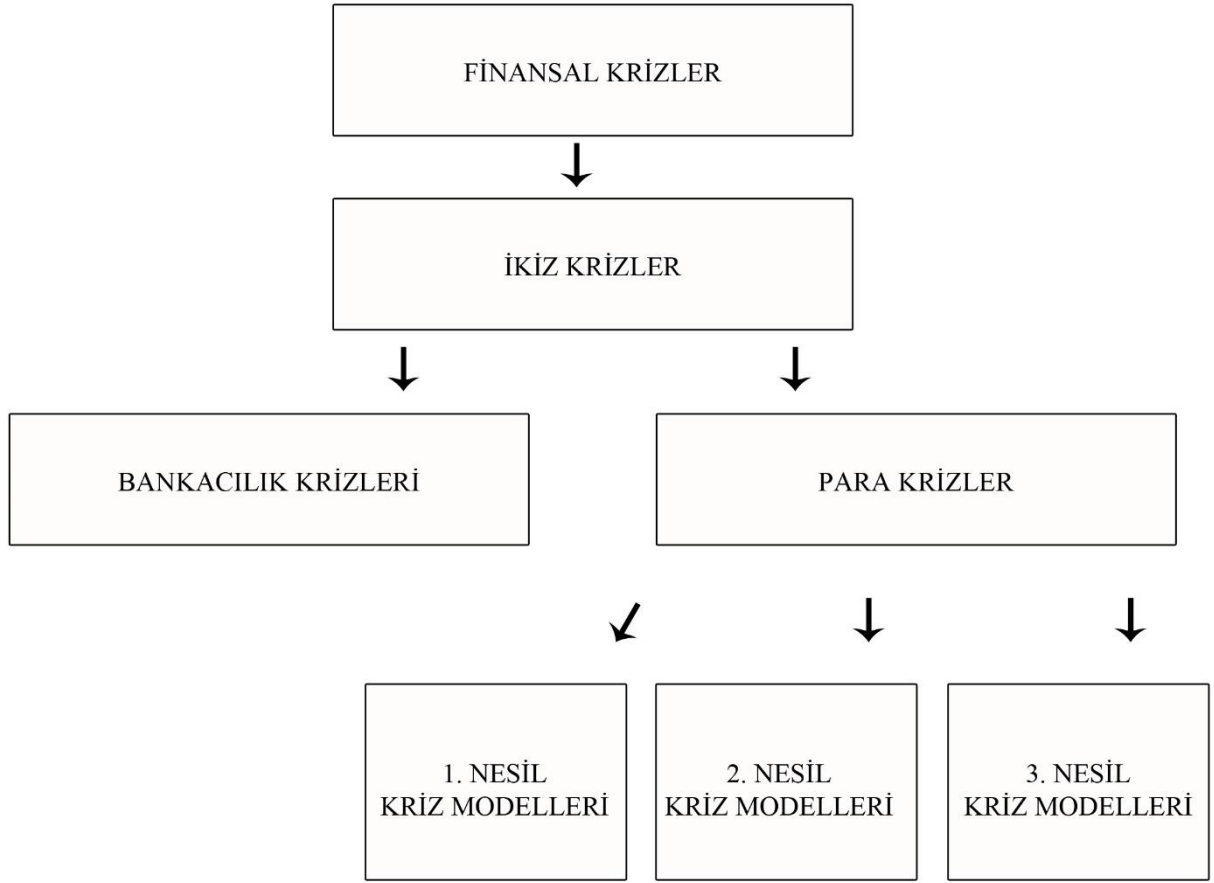 FİNANSAL KRİZLER
İKİZ KRİZLER
BANKACILIK KRİZLERİ
PARA KRİZLER
1. NESİL
KRİZ MODELLERİ
2. NESİL
KRİZ MODELLERİ
3. NESİL
KRİZ MODELLERİ